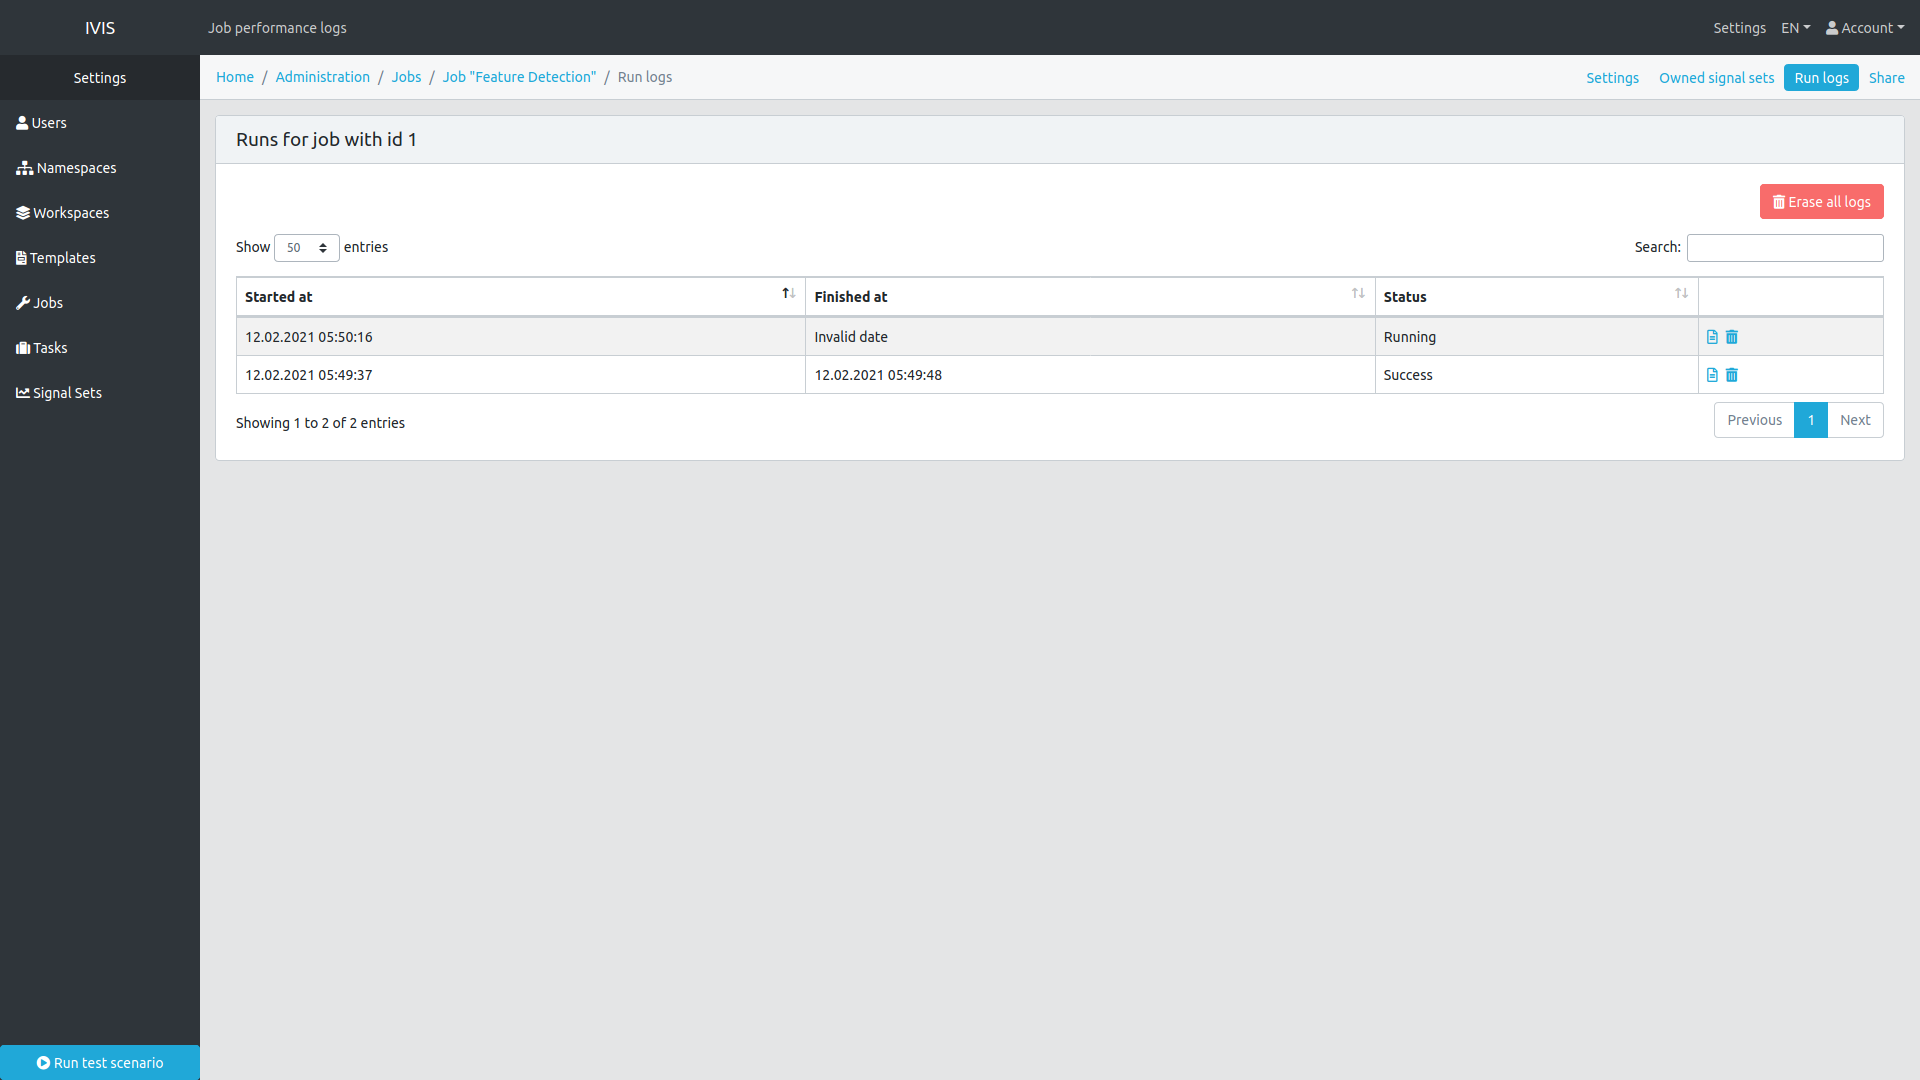 IVIS
Job performance logs
Settings EN Account
Settings
Home / Administration / Jobs / Job "Feature Detection" / Run logs
Settings Owned signal sets Run logs Share
Users
Namespaces
Workspaces
Templates
Jobs
Tasks
Signal Sets
Run test scenario
Runs for job with id 1
Erase all logs
Show 50 entries
Search:
Started at Finished at Status
12.02.2021 05:50:16 Invalid date Running
12.02.2021 05:49:37 12.02.2021 05:49:48 Success
Showing 1 to 2 of 2 entries
Previous 1 Next